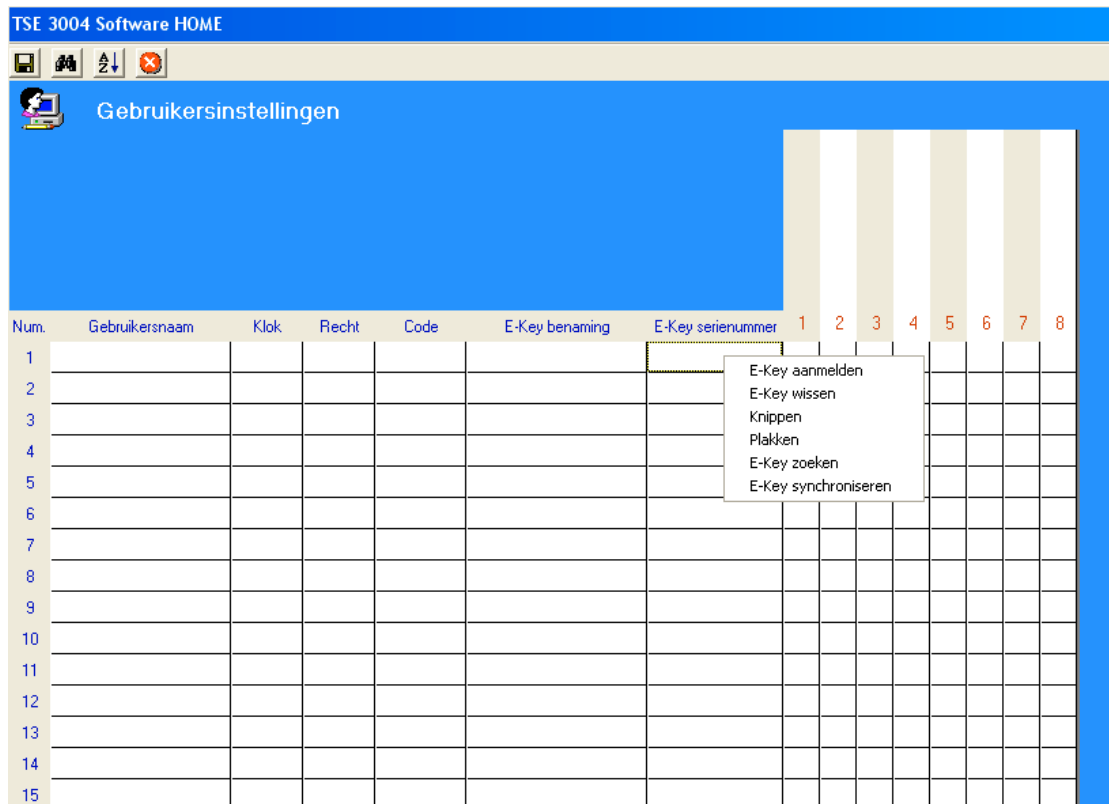 TSE 3004 Software HOME
Gebruikersinstellingen
Num. Gebruikersnaam Klok Recht Code E-Key benaming E-Key serienummer 1 2 3 4 5 6 7 8
1
E-Key aanmelden
2
E-Key wissen
3
Knippen
4
Plakken
5
E-Key zoeken
E-Key synchroniseren
6
7
8
9
10
11
12
13
14
15